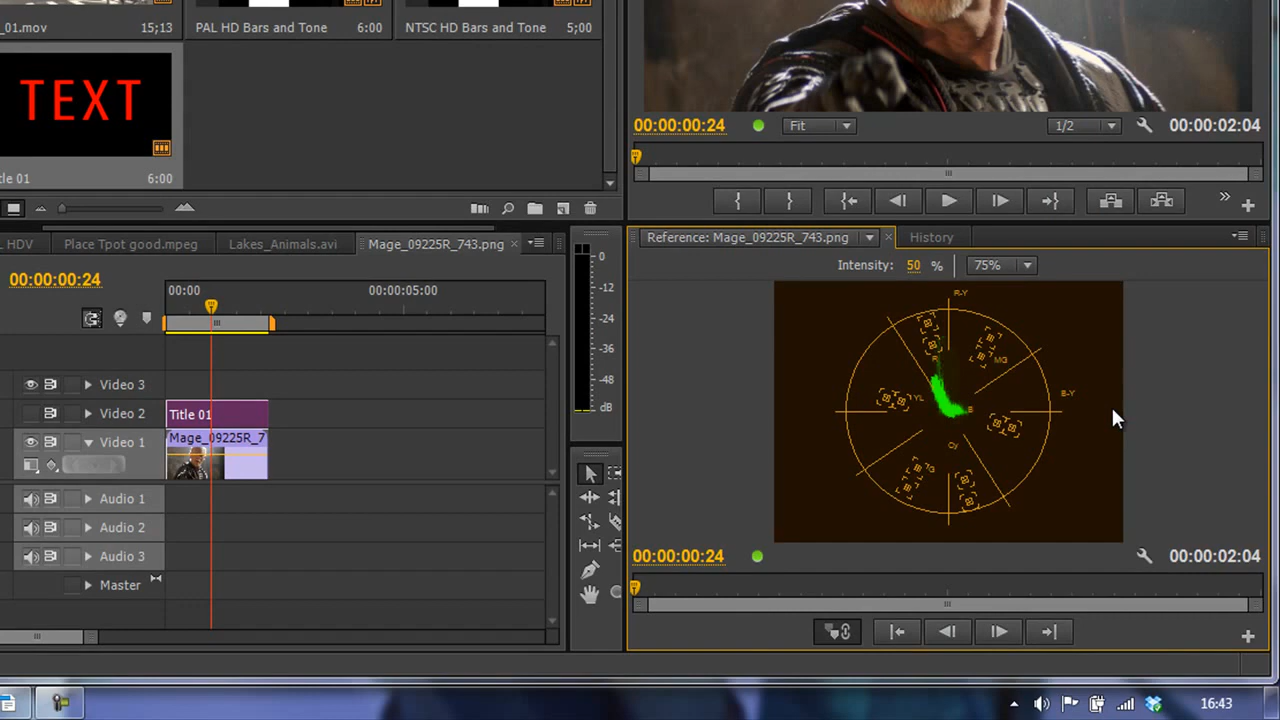 _01.mov 15;13 PAL HD Bars and Tone 6:00 NTSC HD Bars and Tone 5;00
TEXT
tle 01 6:00
00:00:00:24 Fit 1/2 00:00:02:04
HDV Place Tpot good.mpeg Lakes_Animals.avi Mage_09225R_743.png
00:00:00:24
00:00 00:00:05:00
Video 3
Video 2 Title 01
Video 1 Mage_09225R_7
Audio 1
Audio 2
Audio 3
Master
0
-12
-24
-36
-48
dB
Reference: Mage_09225R_743.png History
Intensity: 50 % 75%
R-Y
R MG
B-Y
YL B
Cy
G
00:00:00:24 00:00:02:04
16:43